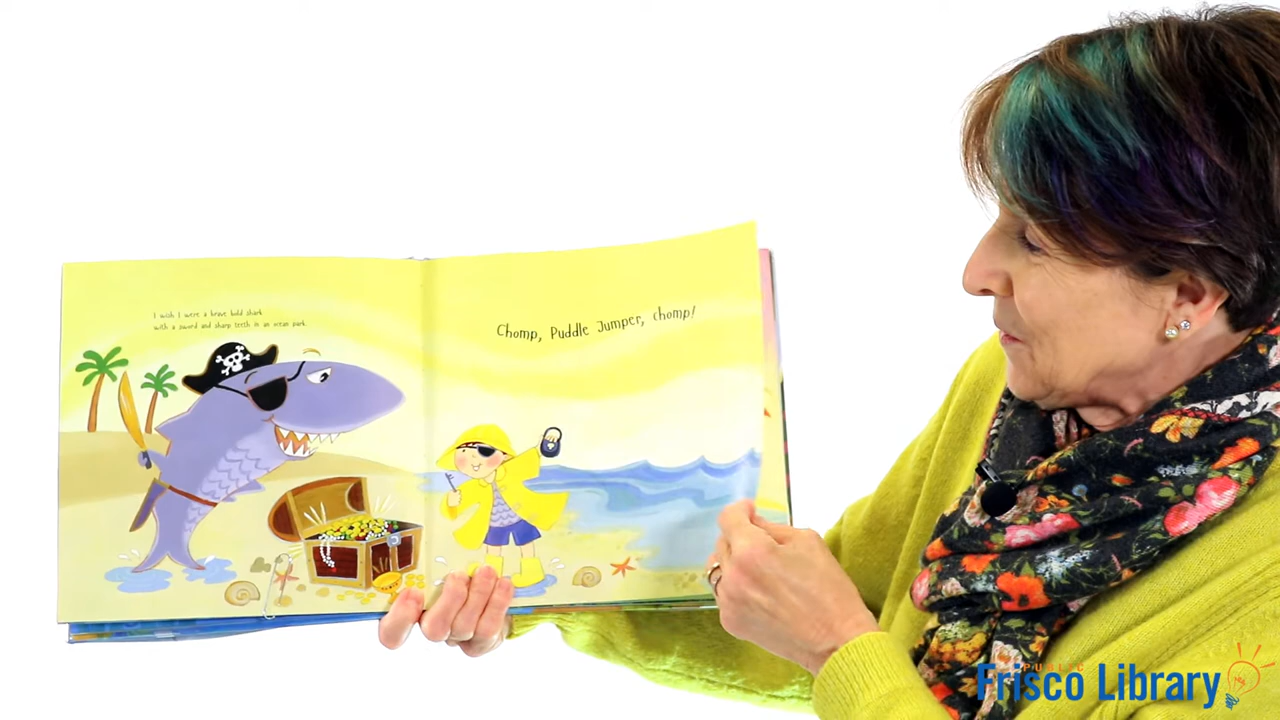 I wish I were a brave bold shark
with a sword and sharp teeth in an ocean park.
Chomp, Puddle Jumper, chomp!
PUBLIC
Frisco Library